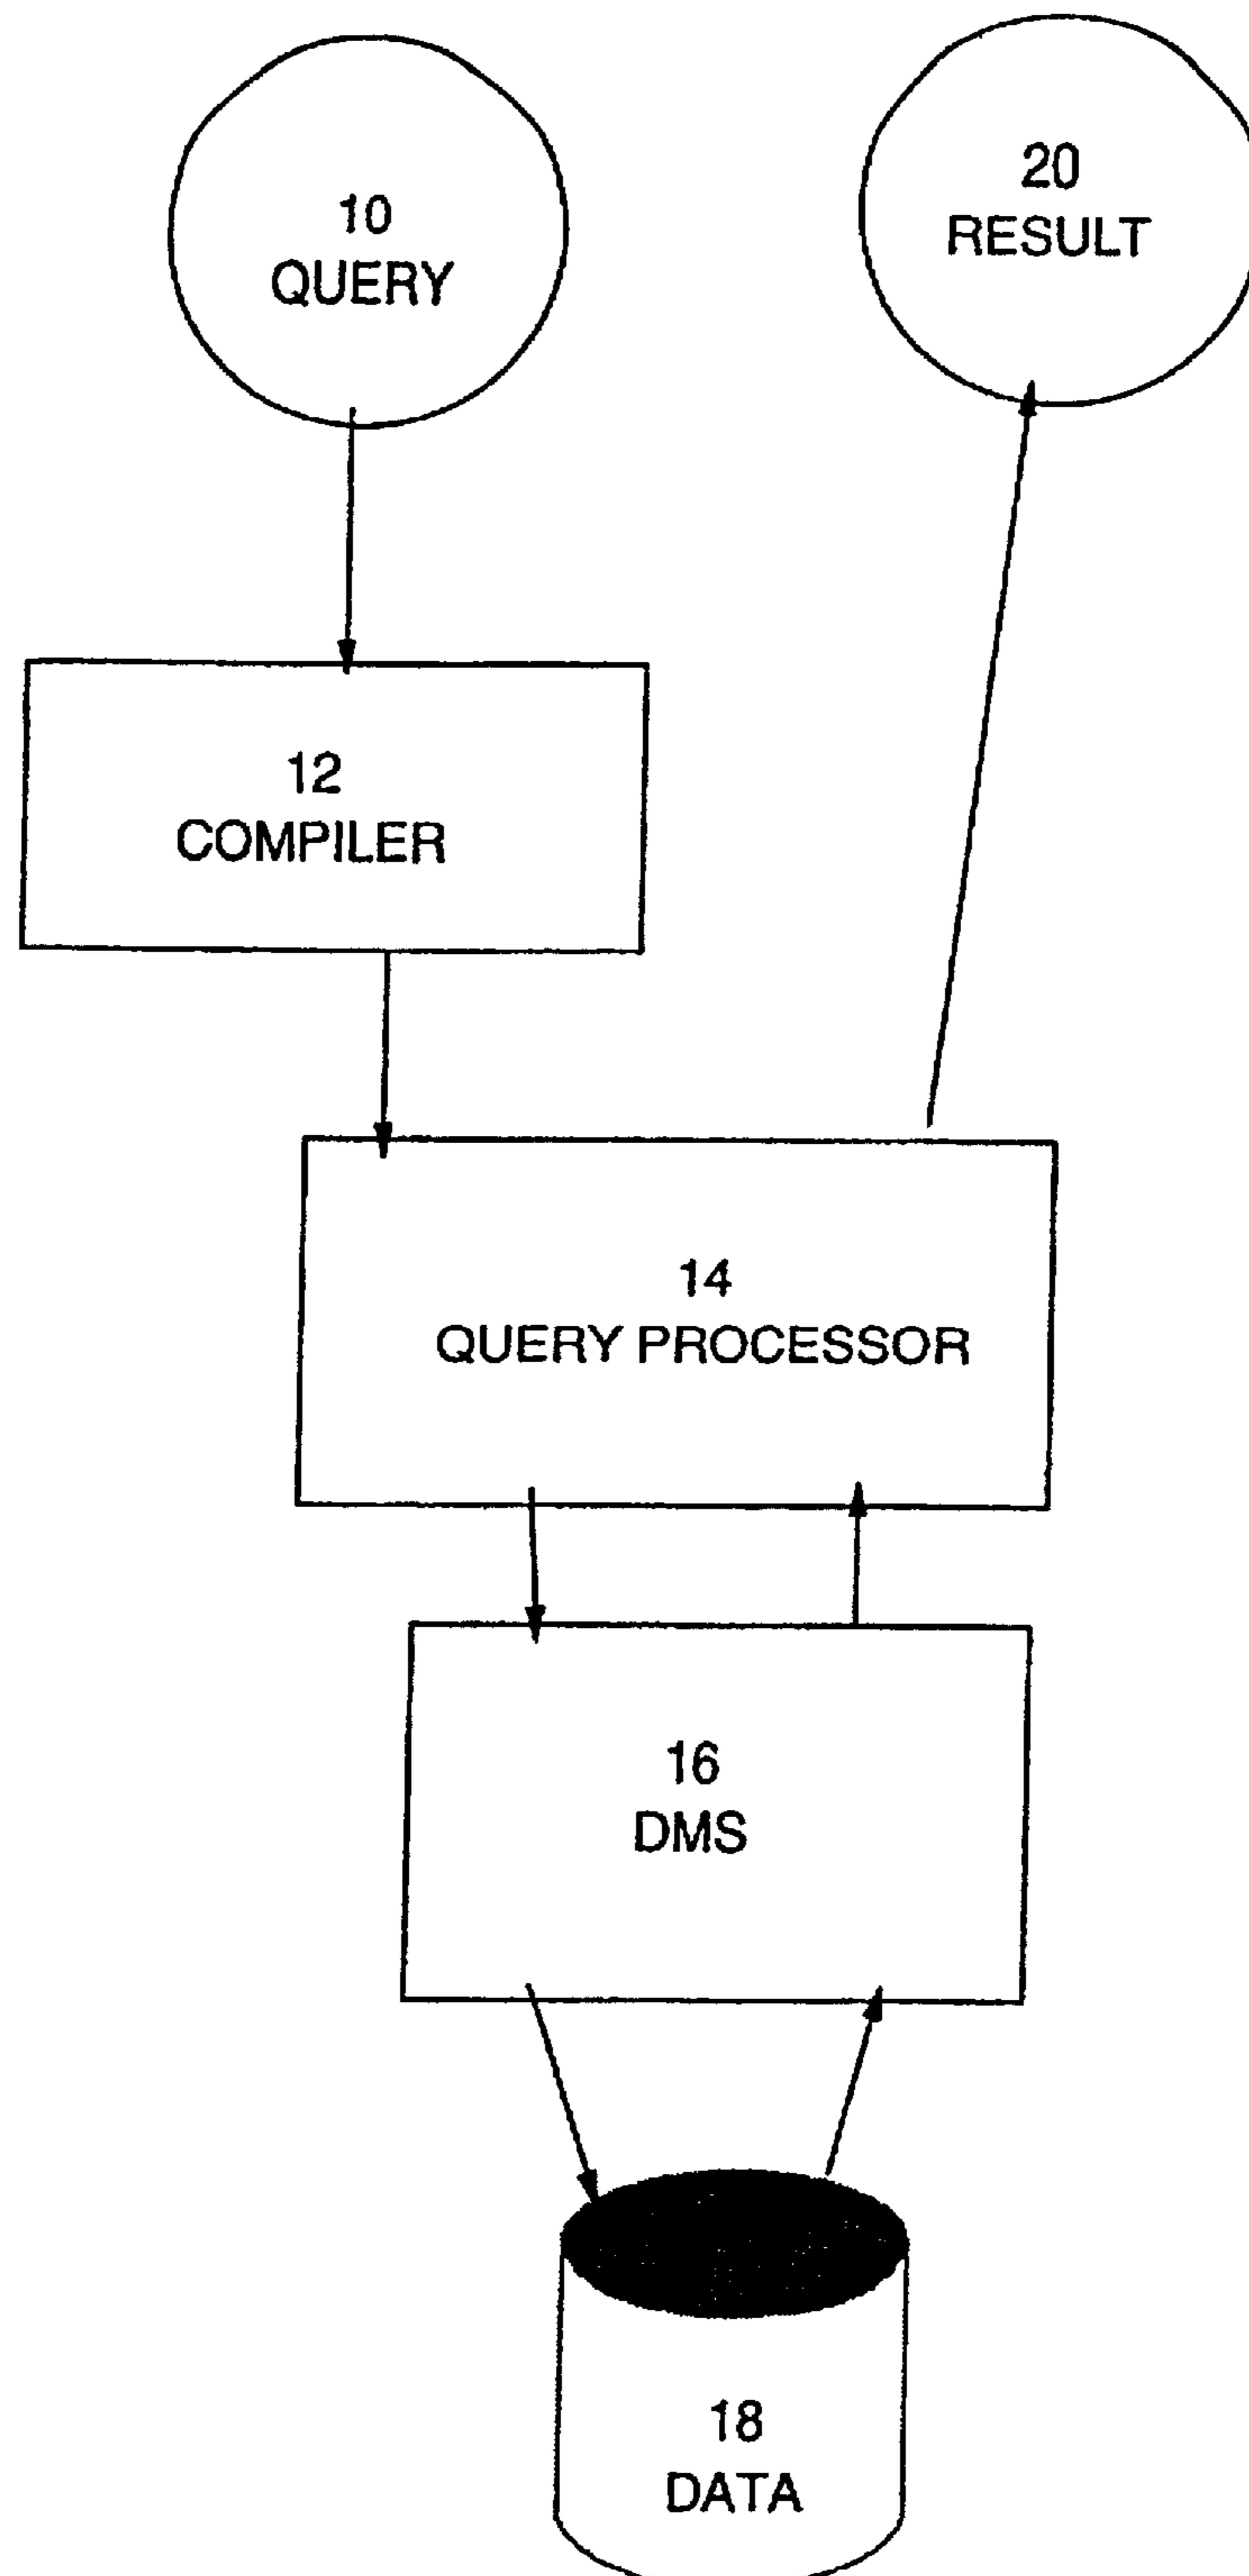 10
QUERY
20
RESULT
12
COMPILER
14
QUERY PROCESSOR
16
DMS
18
DATA